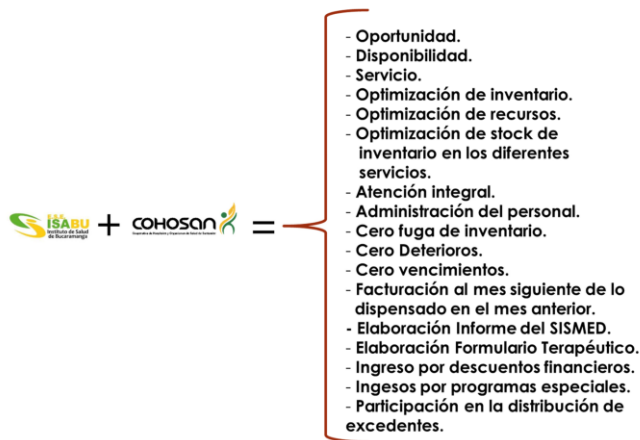 E.S.E.
ISABU
Instituto de Salud
de Bucaramanga
+
COHOSAN
=
- Oportunidad.
- Disponibilidad.
- Servicio.
- Optimización de inventario.
- Optimización de recursos.
- Optimización de stock de
inventario en los diferentes
servicios.
- Atención integral.
- Administración del personal.
- Cero fuga de inventario.
- Cero Deterioros.
- Cero vencimientos.
- Facturación al mes siguiente de lo
dispensado en el mes anterior.
- Elaboración Informe del SISMED.
- Elaboración Formulario Terapéutico.
- Ingreso por descuentos financieros.
- Ingesos por programas especiales.
- Participación en la distribución de
excedentes.